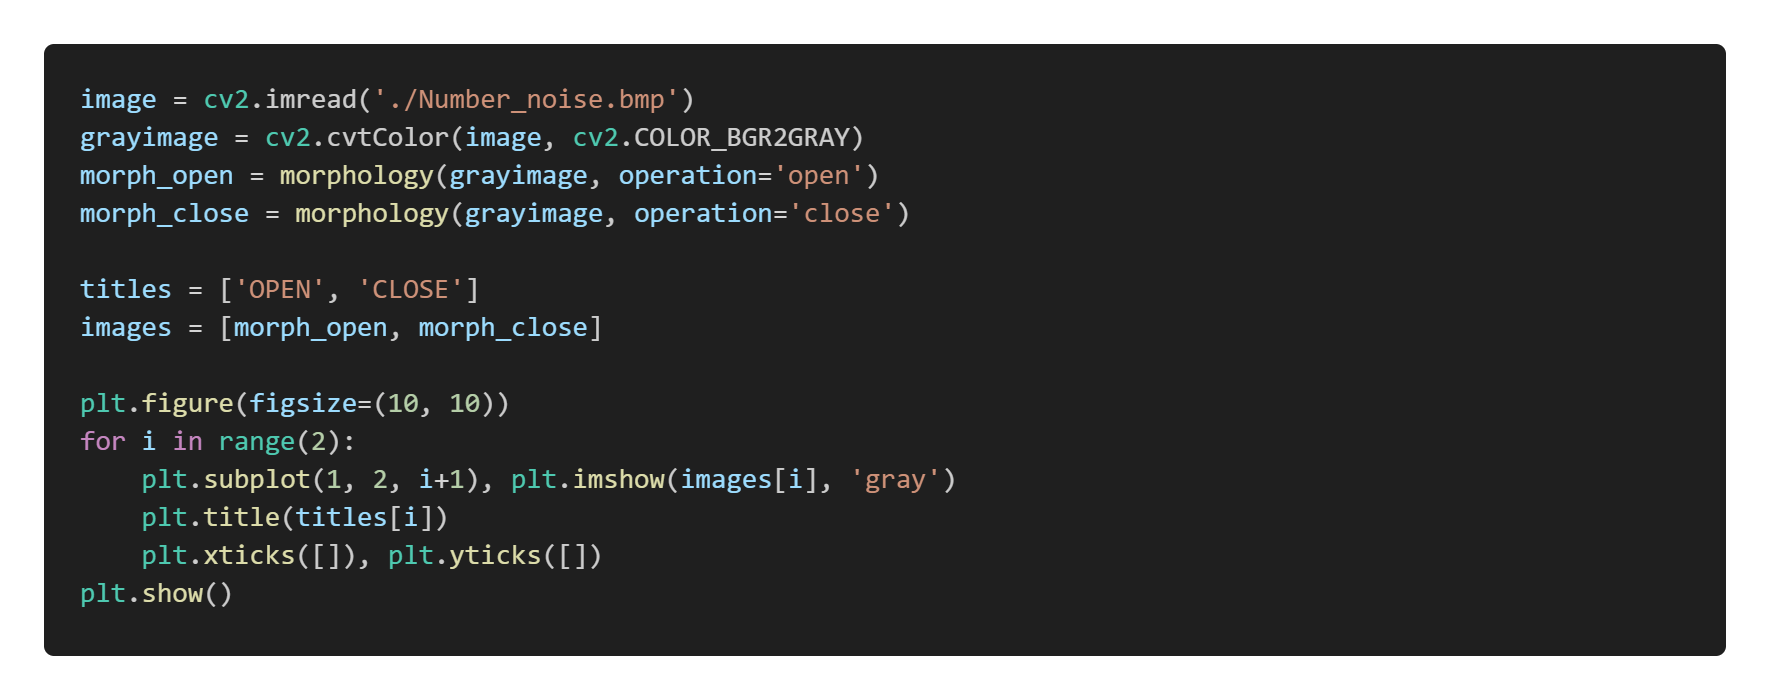 image = cv2.imread('./Number_noise.bmp')
grayimage = cv2.cvtColor(image, cv2.COLOR_BGR2GRAY)
morph_open = morphology(grayimage, operation='open')
morph_close = morphology(grayimage, operation='close')

titles = ['OPEN', 'CLOSE']
images = [morph_open, morph_close]

plt.figure(figsize=(10, 10))
for i in range(2):
    plt.subplot(1, 2, i+1), plt.imshow(images[i], 'gray')
    plt.title(titles[i])
    plt.xticks([]), plt.yticks([])
plt.show()